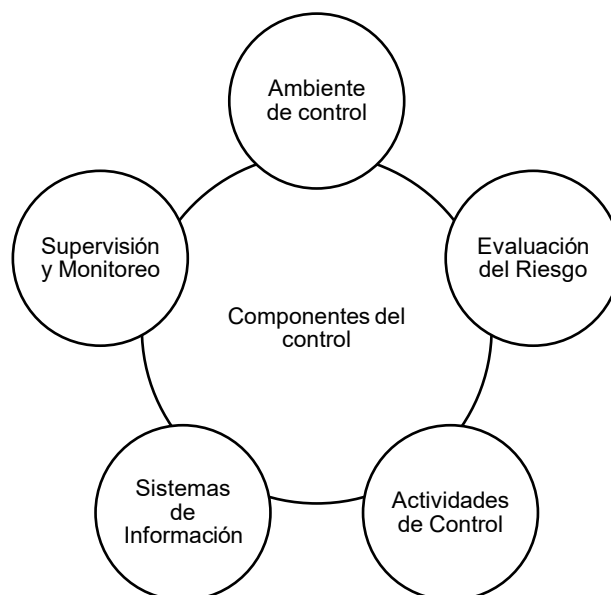 Ambiente
de control
Evaluación
del Riesgo
Actividades
de Control
Sistemas
de
Información
Supervisión
y Monitoreo
Componentes del
control